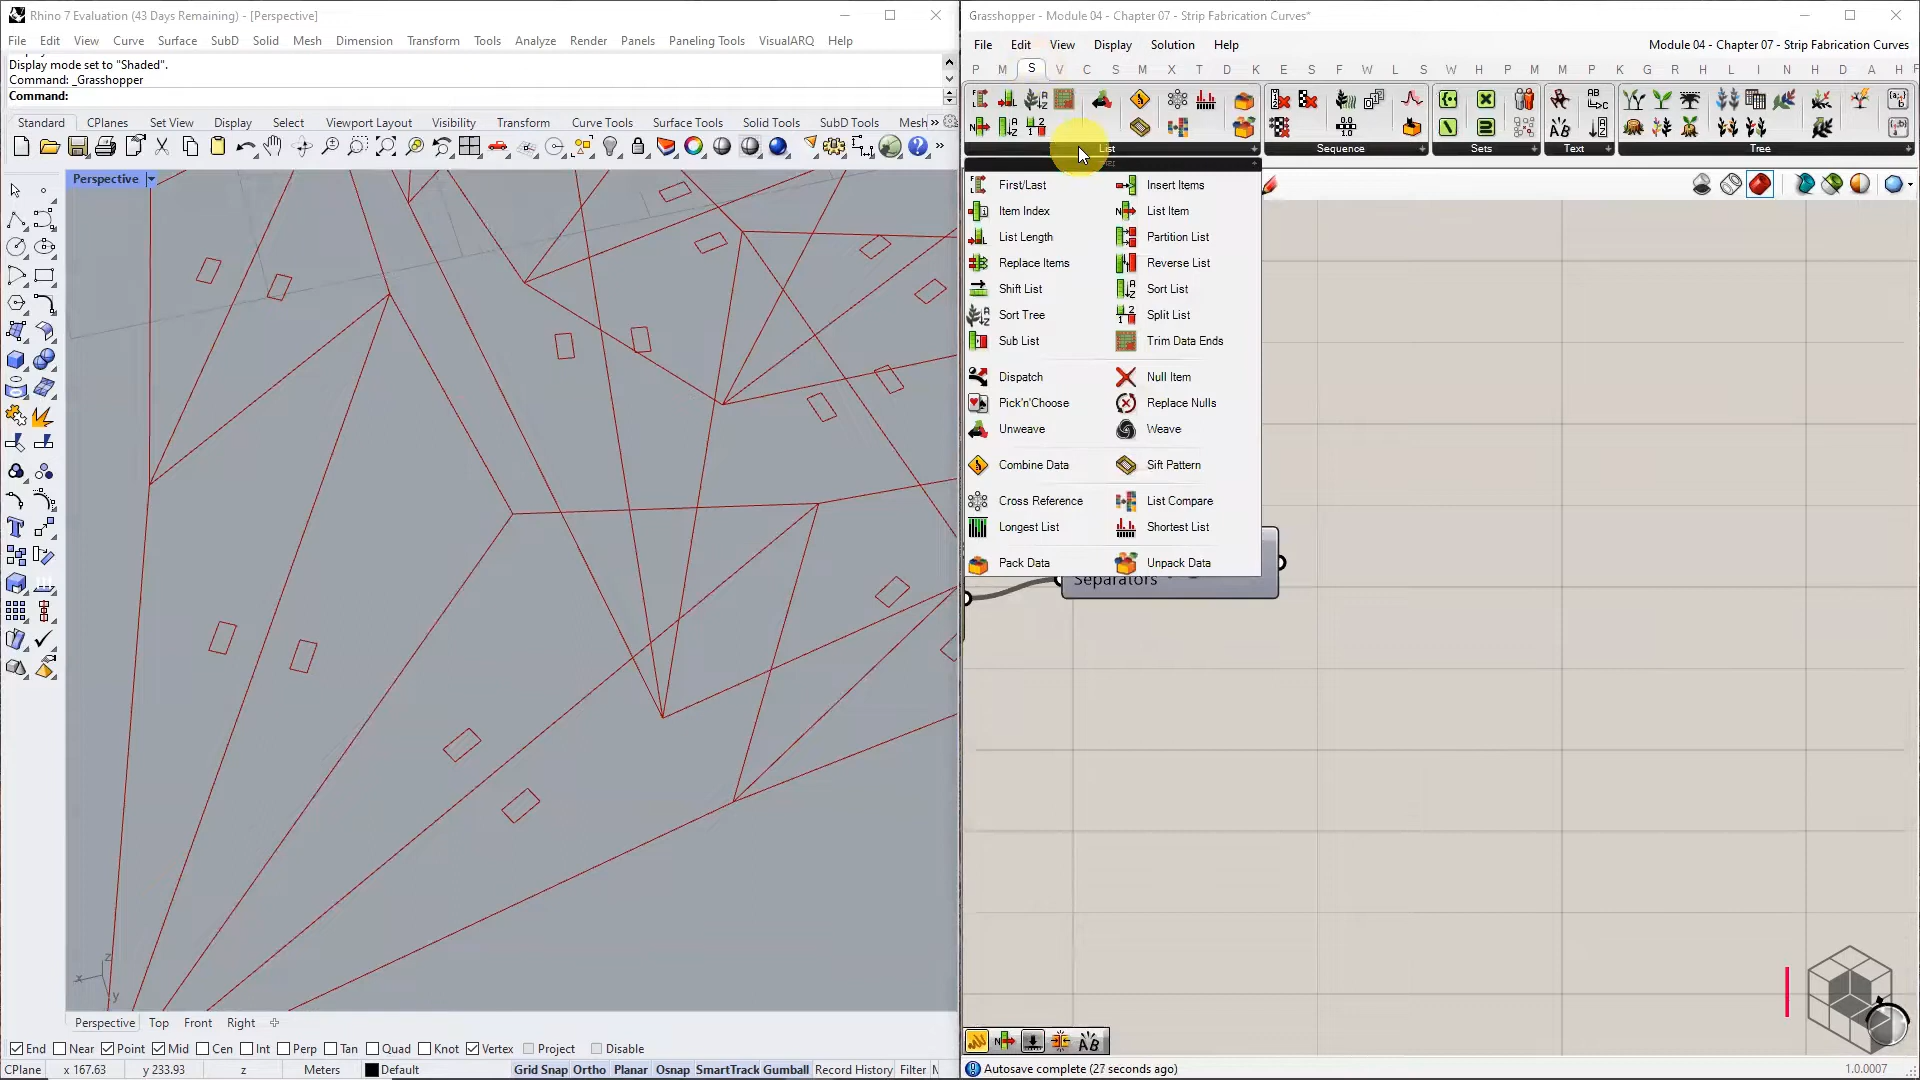 Rhino 7 Evaluation (43 Days Remaining) - [Perspective]
File Edit View Curve Surface SubD Solid Mesh Dimension Transform Tools Analyze Render Panels Paneling Tools VisualARQ Help
Display mode set to "Shaded".
Command: _Grasshopper
Command:
Standard CPlanes Set View Display Select Viewport Layout Visibility Transform Curve Tools Surface Tools Solid Tools SubD Tools Mesh »
Perspective
z
x
y
Perspective Top Front Right
End Near Point Mid Cen Int Perp Tan Quad Knot Vertex Project Disable
CPlane x 167.63 y 233.93 z Meters Default Grid Snap Ortho Planar Osnap SmartTrack Gumball Record History Filter
Grasshopper - Module 04 - Chapter 07 - Strip Fabrication Curves*
File Edit View Display Solution Help
Module 04 - Chapter 07 - Strip Fabrication Curves
P M S V C S M X T D K E S F W L S W H P M M P K G R H L I N H D A H F
List Sequence Sets Text Tree
First/Last Insert Items
Item Index List Item
List Length Partition List
Replace Items Reverse List
Shift List Sort List
Sort Tree Split List
Sub List Trim Data Ends
Dispatch Null Item
Pick'n'Choose Replace Nulls
Unweave Weave
Combine Data Sift Pattern
Cross Reference List Compare
Longest List Shortest List
Pack Data Unpack Data
Separators
Autosave complete (27 seconds ago)
1.0.0007